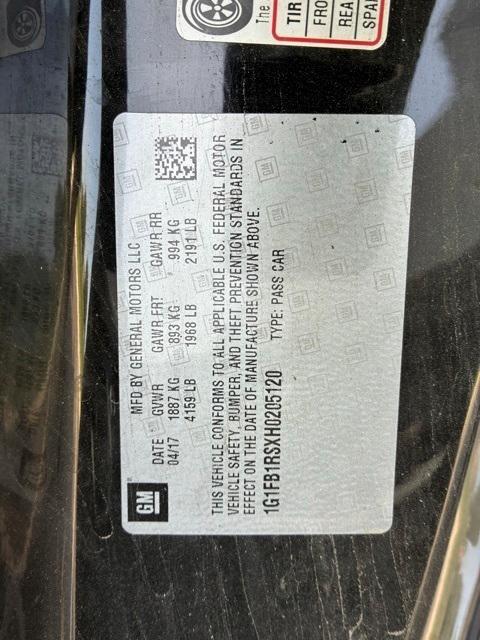 The
TIR
FRO
REA
SPA
MFD BY GENERAL MOTORS LLC
DATE GVWR GAWR FRT GAWR RR
04/17 1887 KG 893 KG 994 KG
4159 LB 1968 LB 2191 LB
GM
THIS VEHICLE CONFORMS TO ALL APPLICABLE U.S. FEDERAL MOTOR
VEHICLE SAFETY, BUMPER, AND THEFT PREVENTION STANDARDS IN
EFFECT ON THE DATE OF MANUFACTURE SHOWN ABOVE.
1G1FB1RSXH0205120 TYPE: PASS CAR